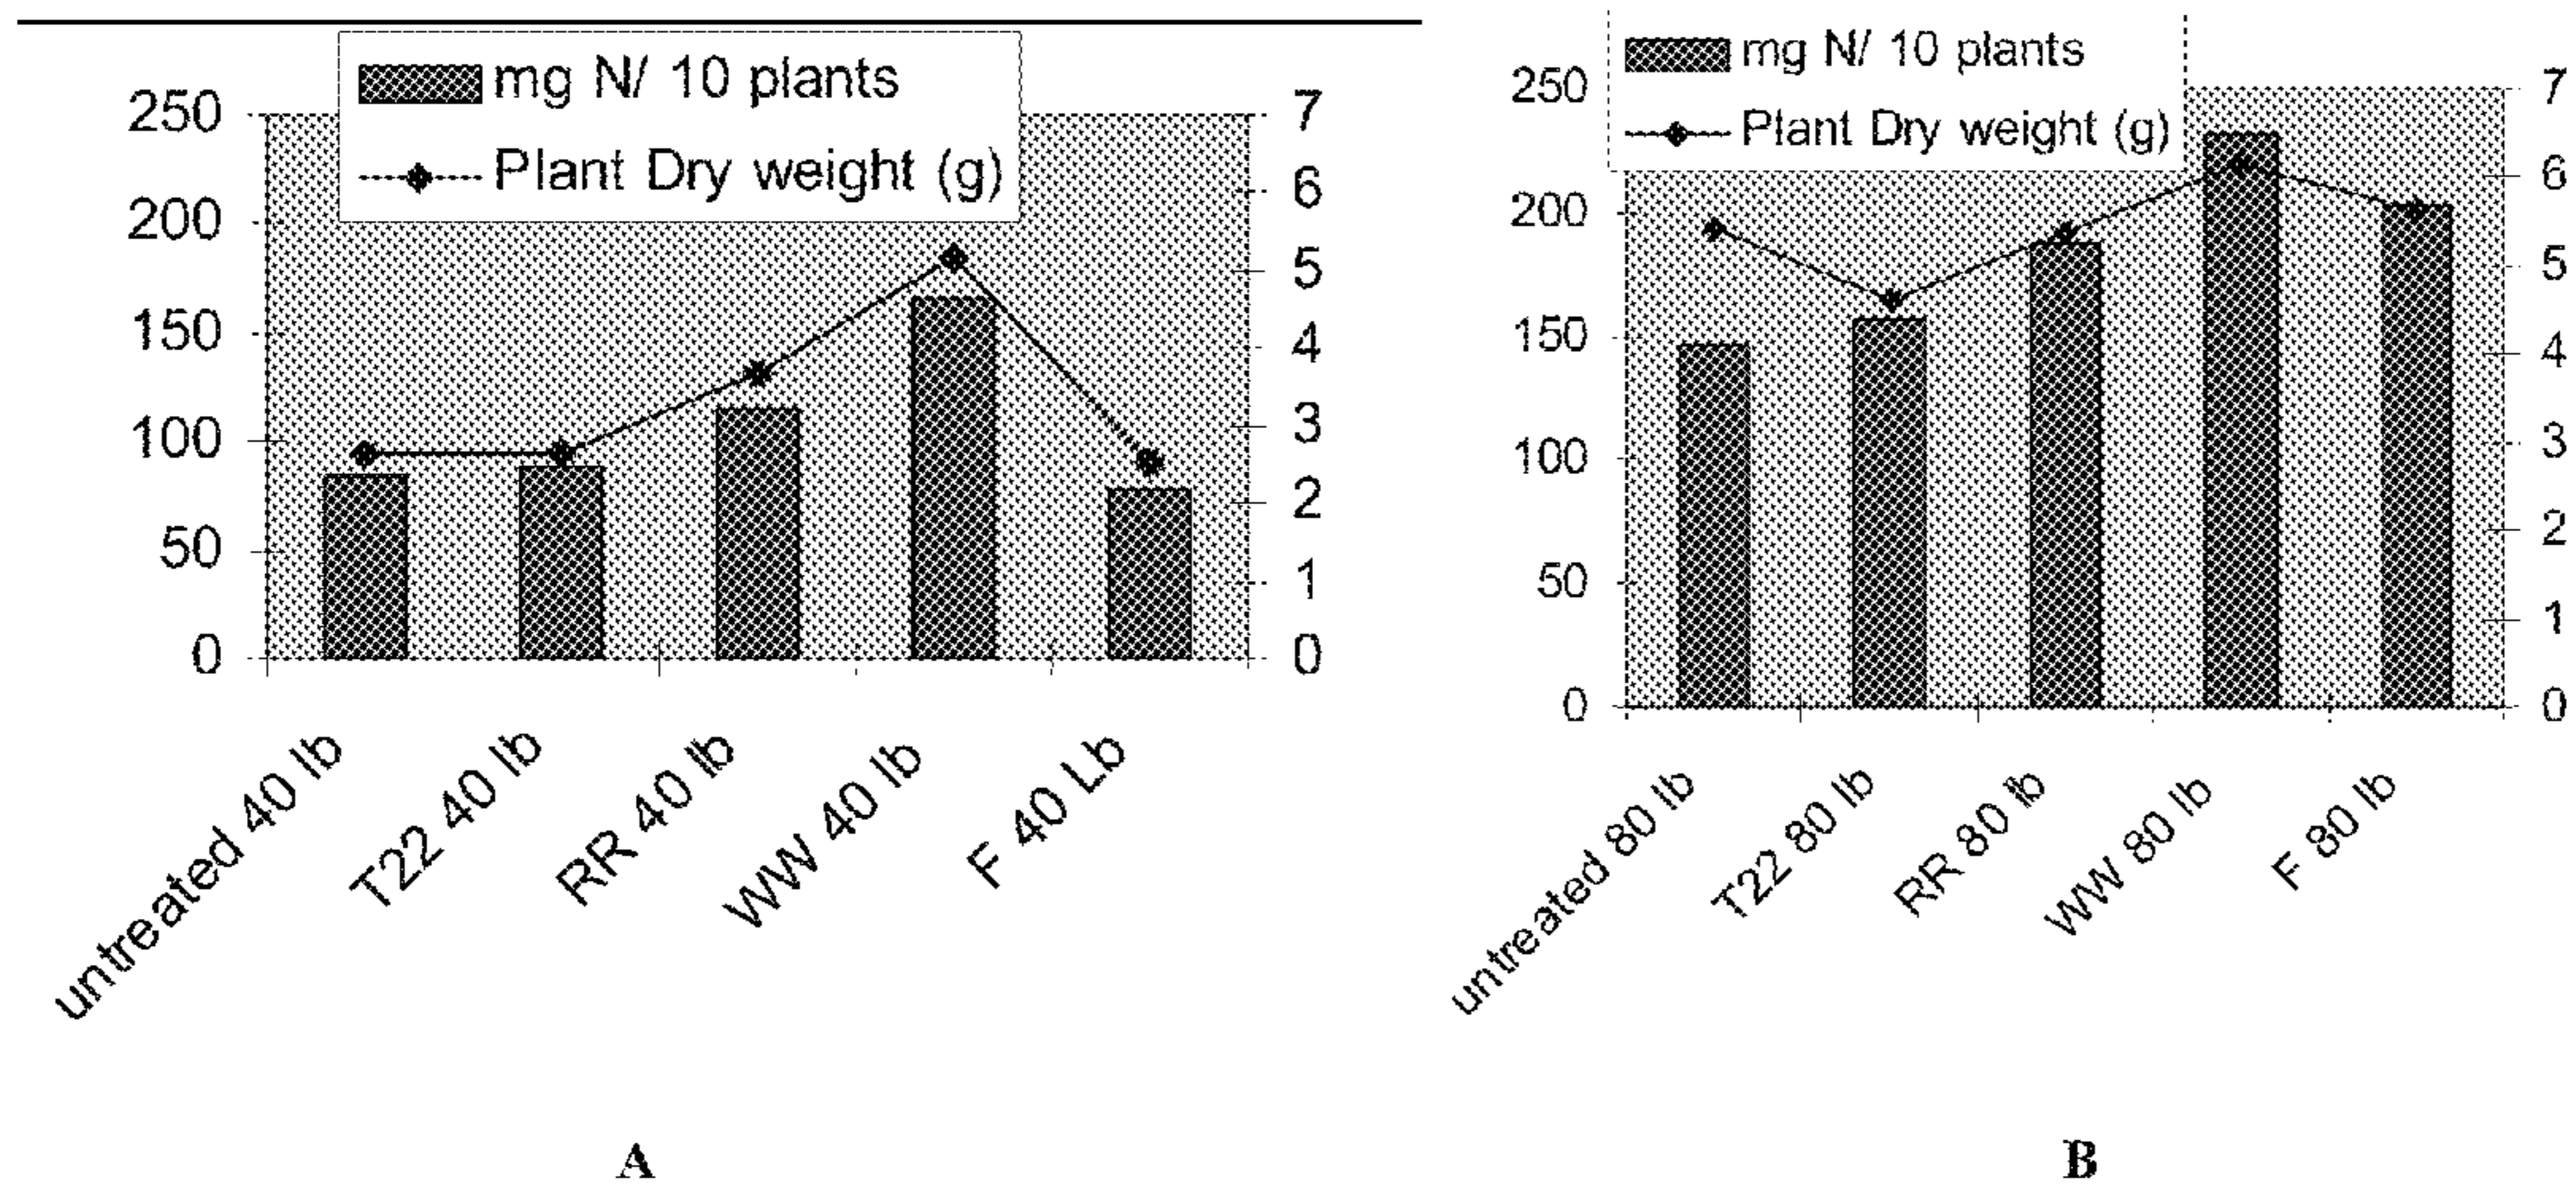 mg N/ 10 plants
Plant Dry weight (g)
250
200
150
100
50
0
7
6
5
4
3
2
1
0
untreated 40 lb
T22 40 lb
RR 40 lb
WW 40 lb
F 40 Lb
A
mg N/ 10 plants
Plant Dry weight (g)
250
200
150
100
50
0
7
6
5
4
3
2
1
0
untreated 80 lb
T22 80 lb
RR 80 lb
WW 80 lb
F 80 lb
B